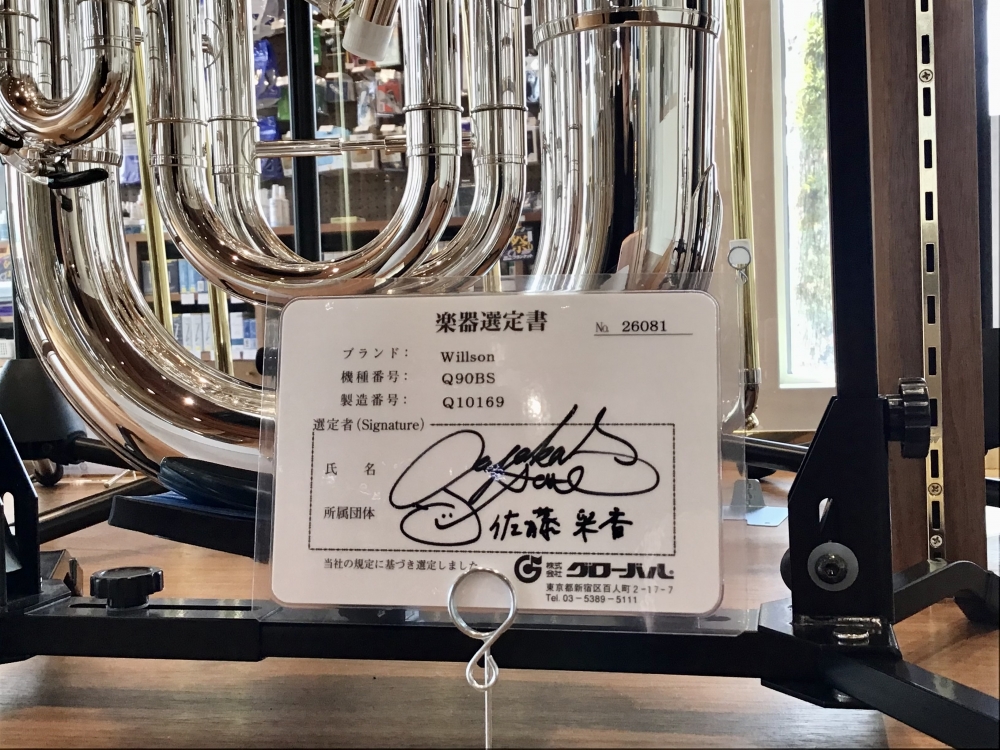 楽器選定書
No. 26081
ブランド： Willson
機種番号： Q90BS
製造番号： Q10169
選定者(Signature)
氏　名
所属団体
佐藤 采香
当社の規定に基づき選定しました。
株式会社 グローバル
東京都新宿区百人町2-17-7
Tel. 03-5389-5111